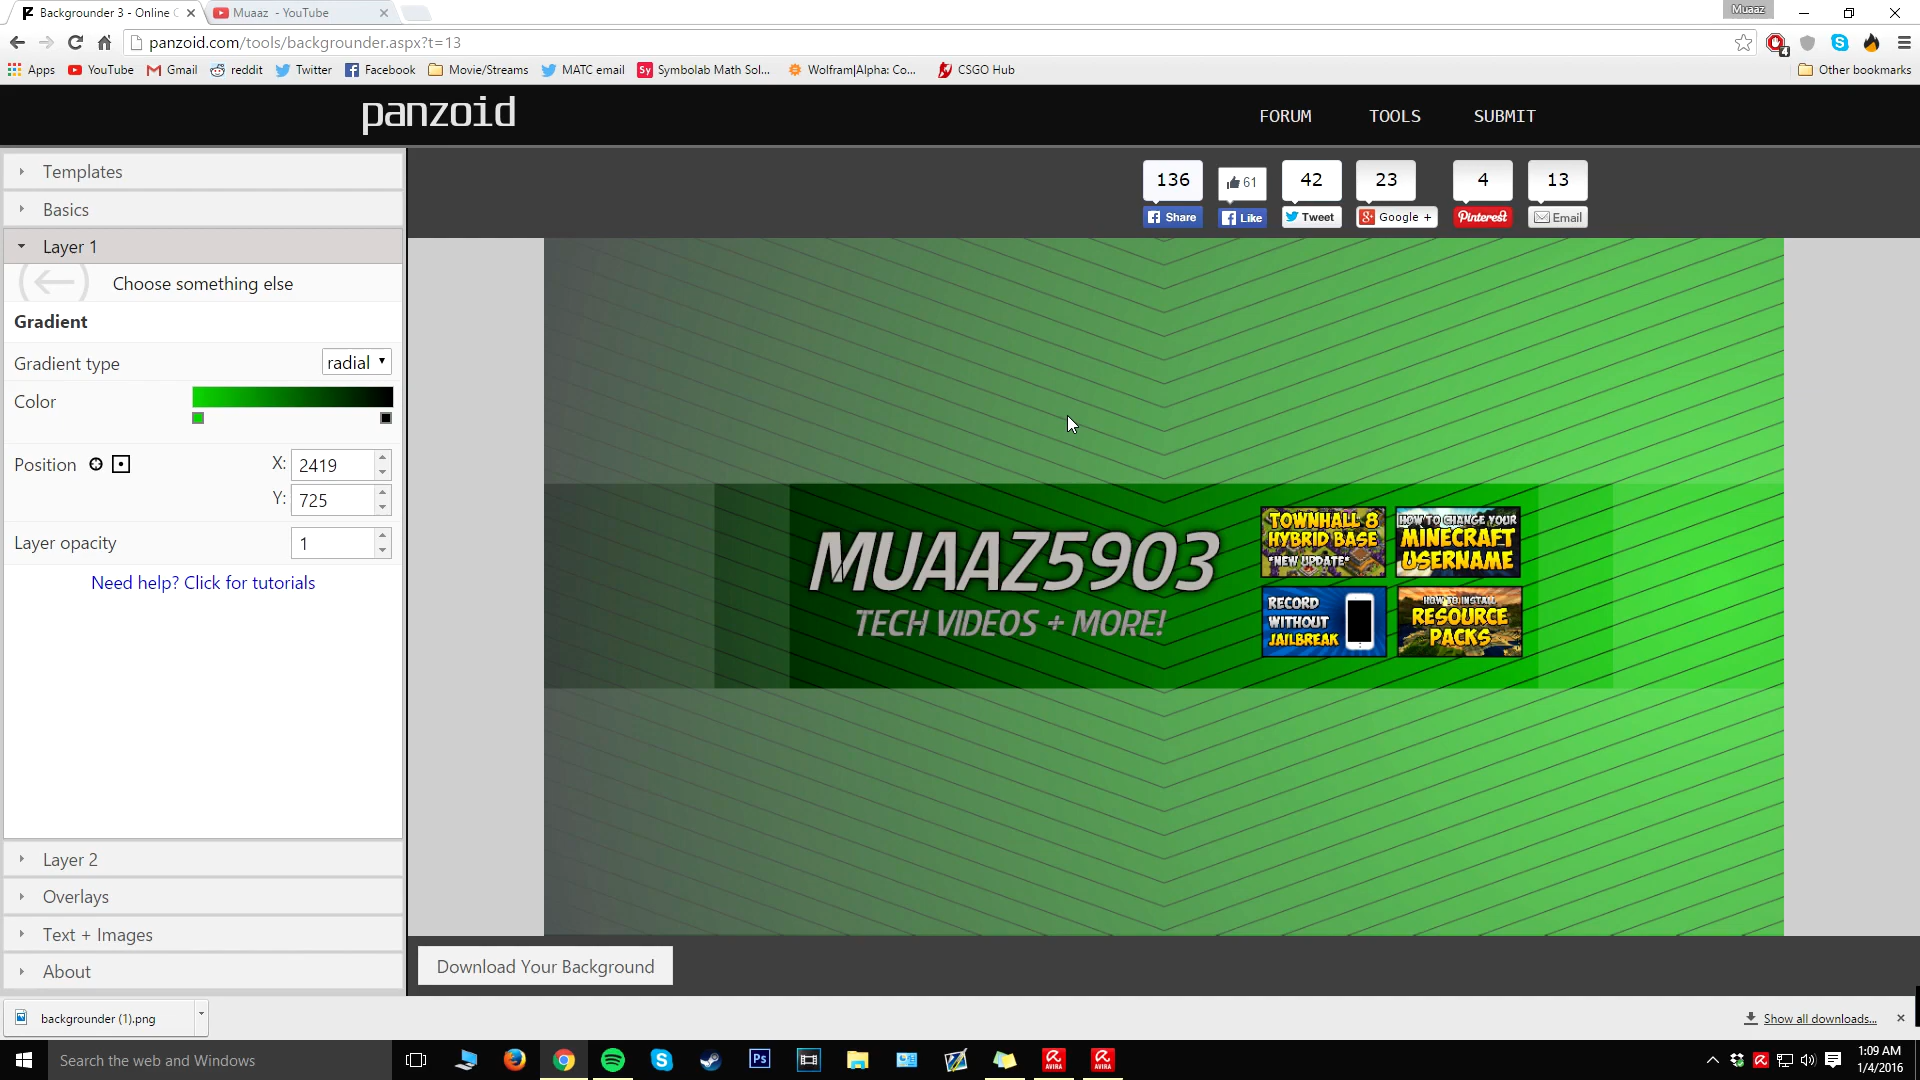 Backgrounder 3 - Online
Muaaz - YouTube
Muaaz
panzoid.com/tools/backgrounder.aspx?t=13
4
Apps
YouTube
Gmail
reddit
Twitter
Facebook
Movie/Streams
MATC email
Sy
Symbolab Math Sol...
Wolfram|Alpha: Co...
CSGO Hub
Other bookmarks
panzoid
FORUM
TOOLS
SUBMIT
136
61
42
23
4
13
Share
Like
Tweet
Google +
Pinterest
Email
Templates
Basics
Layer 1
Choose something else
Gradient
Gradient type
radial
Color
Position
X:
2419
Y:
725
Layer opacity
1
Need help? Click for tutorials
MUAAZ5903
TECH VIDEOS + MORE!
TOWNHALL 8
HYBRID BASE
*NEW UPDATE*
HOW TO CHANGE YOUR
MINECRAFT
USERNAME
RECORD
WITHOUT
JAILBREAK
HOW TO INSTALL
RESOURCE
PACKS
Layer 2
Overlays
Text + Images
About
Download Your Background
backgrounder (1).png
Show all downloads...
Search the web and Windows
Ps
AVIRA
AVIRA
1:09 AM
1/4/2016